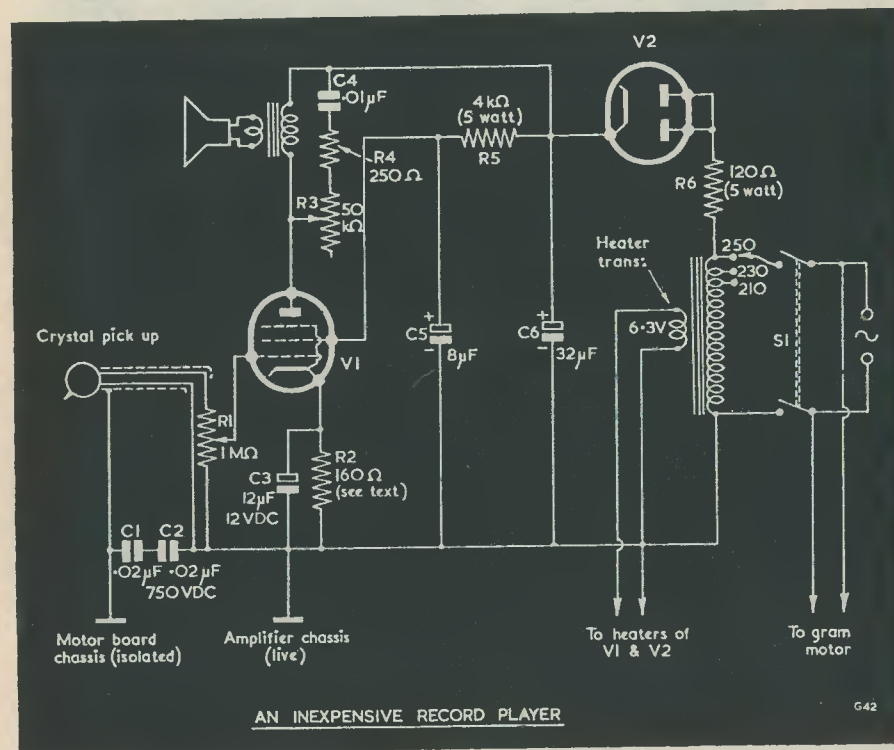 V2
C4
·01µF
4kΩ
(5 watt)
R5
R4
250Ω
R6
120Ω
(5 watt)
R3
50
kΩ
Heater
trans:
250
230
210
6·3V
S1
Crystal pick up
V1
C5
+
−
8µF
C6
+
−
32µF
R1
1MΩ
R2
160Ω
(see text)
C3
12µF
12VDC
C1
C2
·02µF ·02µF
750VDC
Motor board
chassis (isolated)
Amplifier chassis
(live)
To heaters of
V1 & V2
To gram
motor
AN INEXPENSIVE RECORD PLAYER
G42